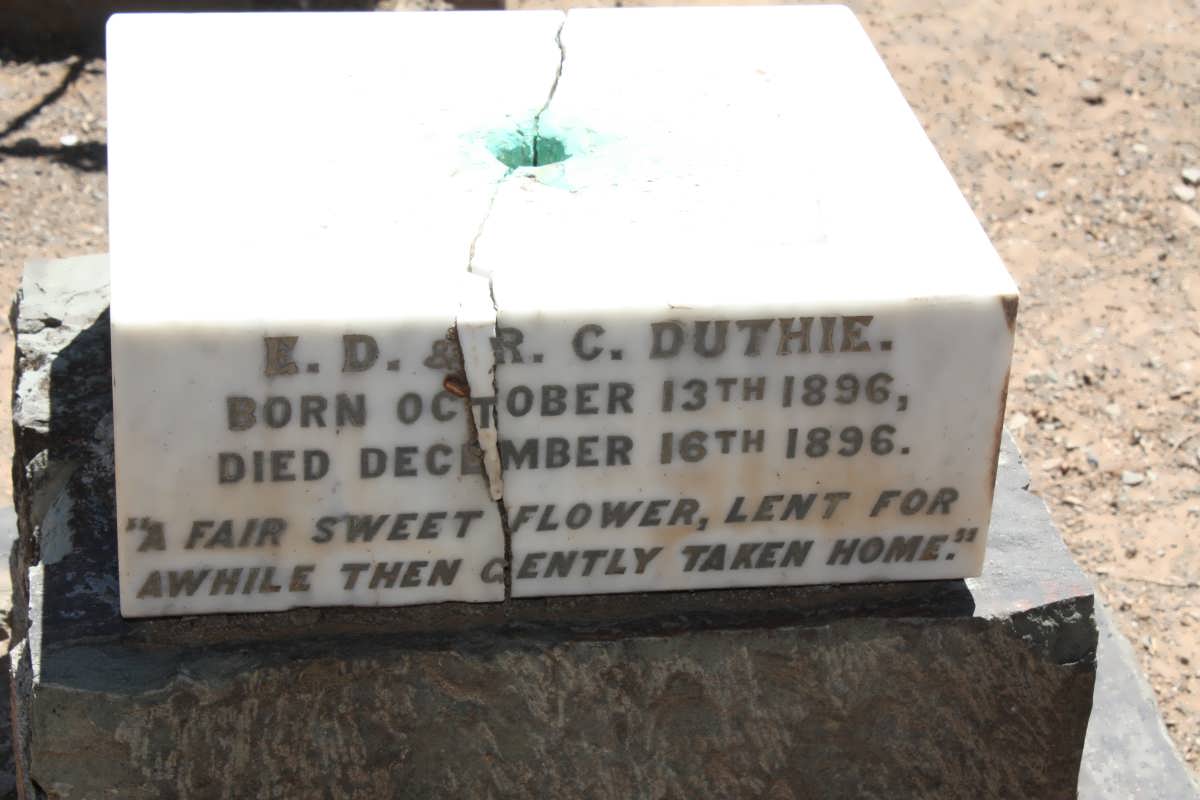 E. D. & R. C. DUTHIE.
BORN OCTOBER 13TH 1896,
DIED DECEMBER 16TH 1896.
"A FAIR SWEET FLOWER, LENT FOR
AWHILE THEN GENTLY TAKEN HOME."